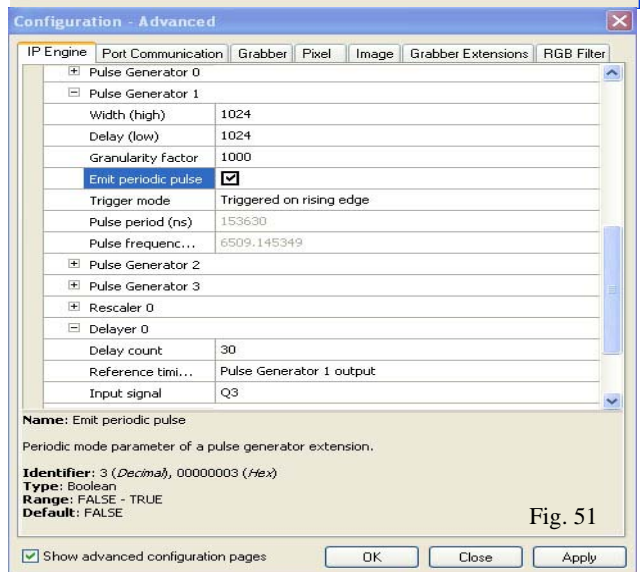 Configuration - Advanced
IP Engine Port Communication Grabber Pixel Image Grabber Extensions RGB Filter
Pulse Generator 0
Pulse Generator 1
Width (high) 1024
Delay (low) 1024
Granularity factor 1000
Emit periodic pulse
Trigger mode Triggered on rising edge
Pulse period (ns) 153630
Pulse frequenc... 6509.145349
Pulse Generator 2
Pulse Generator 3
Rescaler 0
Delayer 0
Delay count 30
Reference timi... Pulse Generator 1 output
Input signal Q3
Name: Emit periodic pulse
Periodic mode parameter of a pulse generator extension.
Identifier: 3 (Decimal), 00000003 (Hex)
Type: Boolean
Range: FALSE - TRUE
Default: FALSE
Fig. 51
Show advanced configuration pages OK Close Apply